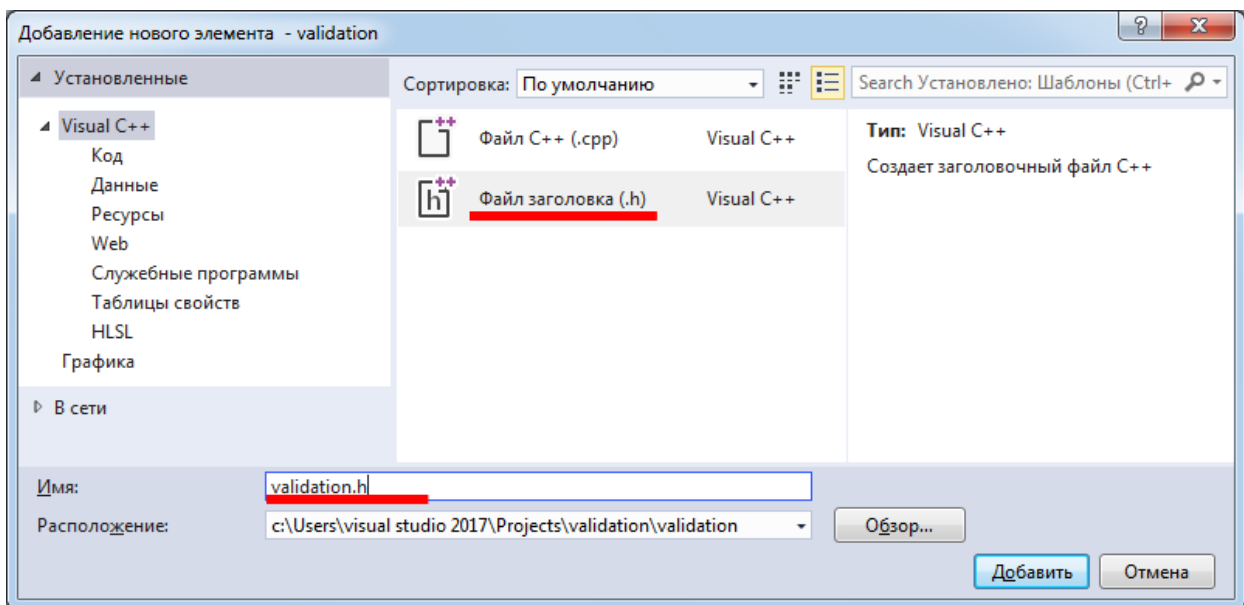 Добавление нового элемента - validation
Установленные
Visual C++
Код
Данные
Ресурсы
Web
Служебные программы
Таблицы свойств
HLSL
Графика
В сети
Сортировка: По умолчанию
Search Установлено: Шаблоны (Ctrl+
Файл C++ (.cpp) Visual C++
Файл заголовка (.h) Visual C++
Тип: Visual C++
Создает заголовочный файл C++
Имя: validation.h
Расположение: c:\Users\visual studio 2017\Projects\validation\validation
Обзор...
Добавить Отмена